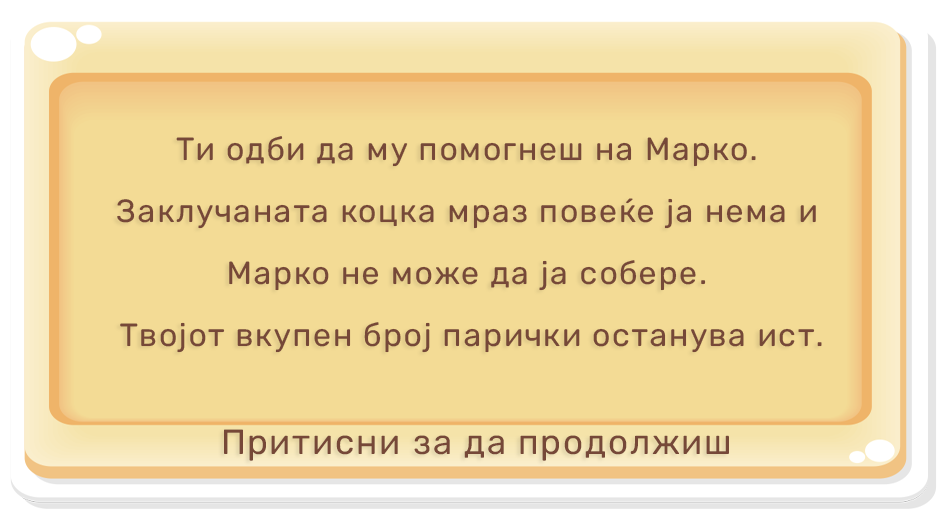 Ти одби да му помогнеш на Марко.
Заклучаната коцка мраз повеќе ја нема и
Марко не може да ја собере.
Твојот вкупен број парички останува ист.
Притисни за да продолжиш